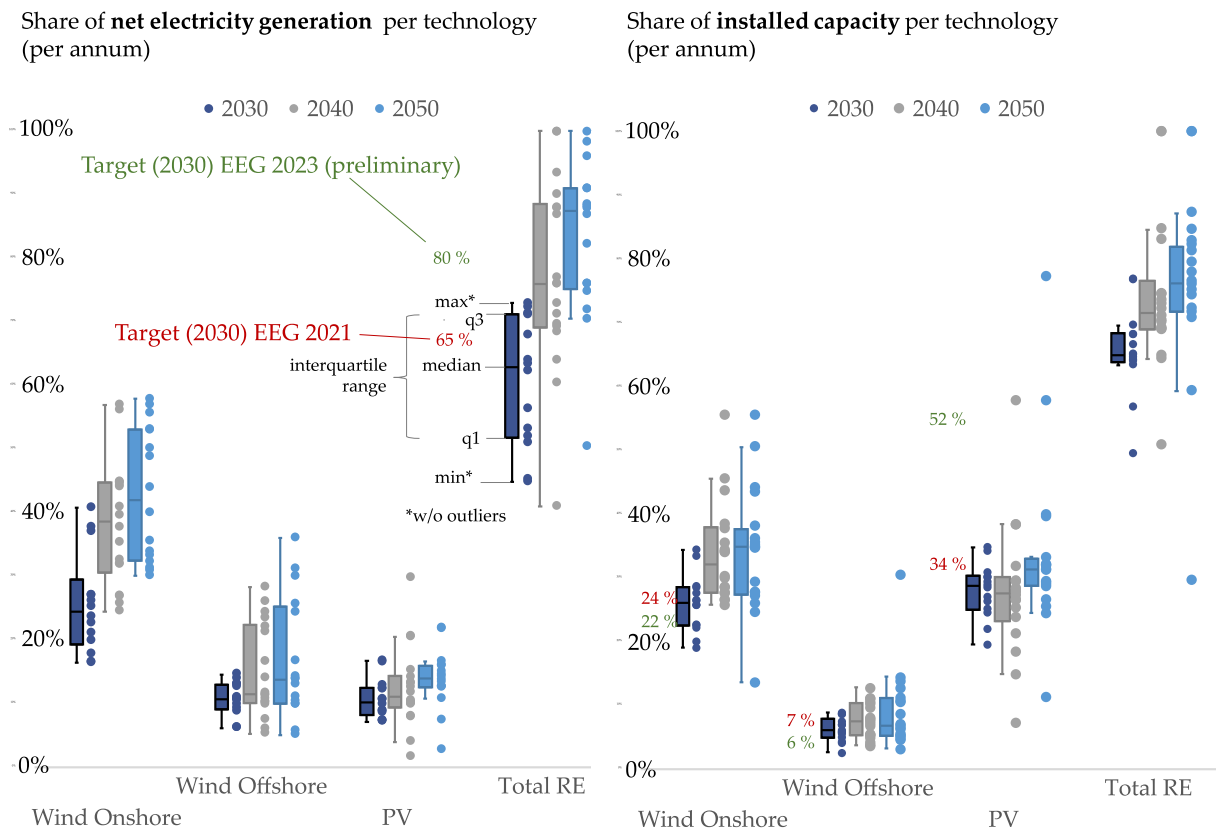 Share of net electricity generation per technology
(per annum)
2030 2040 2050
100%
Target (2030) EEG 2023 (preliminary)
80%
80 %
max*
q3
Target (2030) EEG 2021
65 %
interquartile
range
median
60%
q1
min*
40%
*w/o outliers
20%
0%
Wind Offshore
Total RE
Wind Onshore
PV
Share of installed capacity per technology
(per annum)
2030 2040 2050
100%
80%
60%
52 %
40%
34 %
24 %
22 %
20%
7 %
6 %
0%
Wind Offshore
Total RE
Wind Onshore
PV